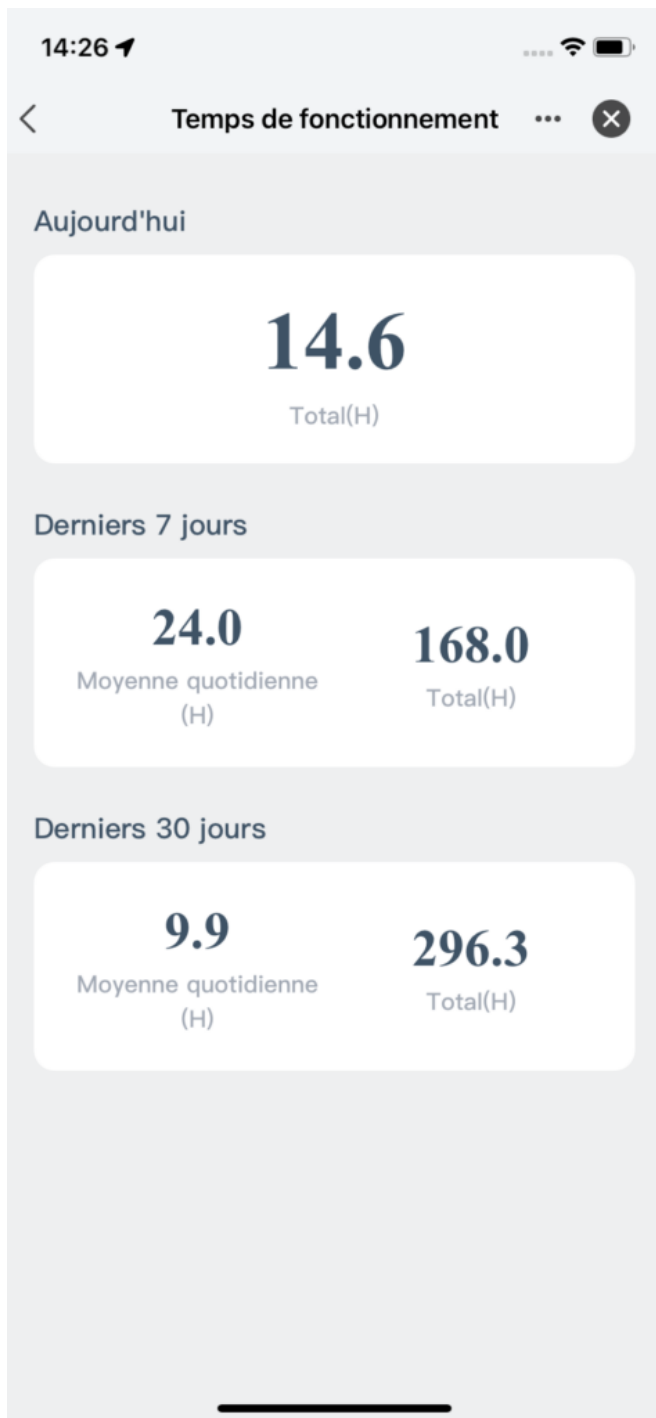 14:26
Temps de fonctionnement
Aujourd'hui
14.6
Total(H)
Derniers 7 jours
24.0
Moyenne quotidienne
(H)
168.0
Total(H)
Derniers 30 jours
9.9
Moyenne quotidienne
(H)
296.3
Total(H)